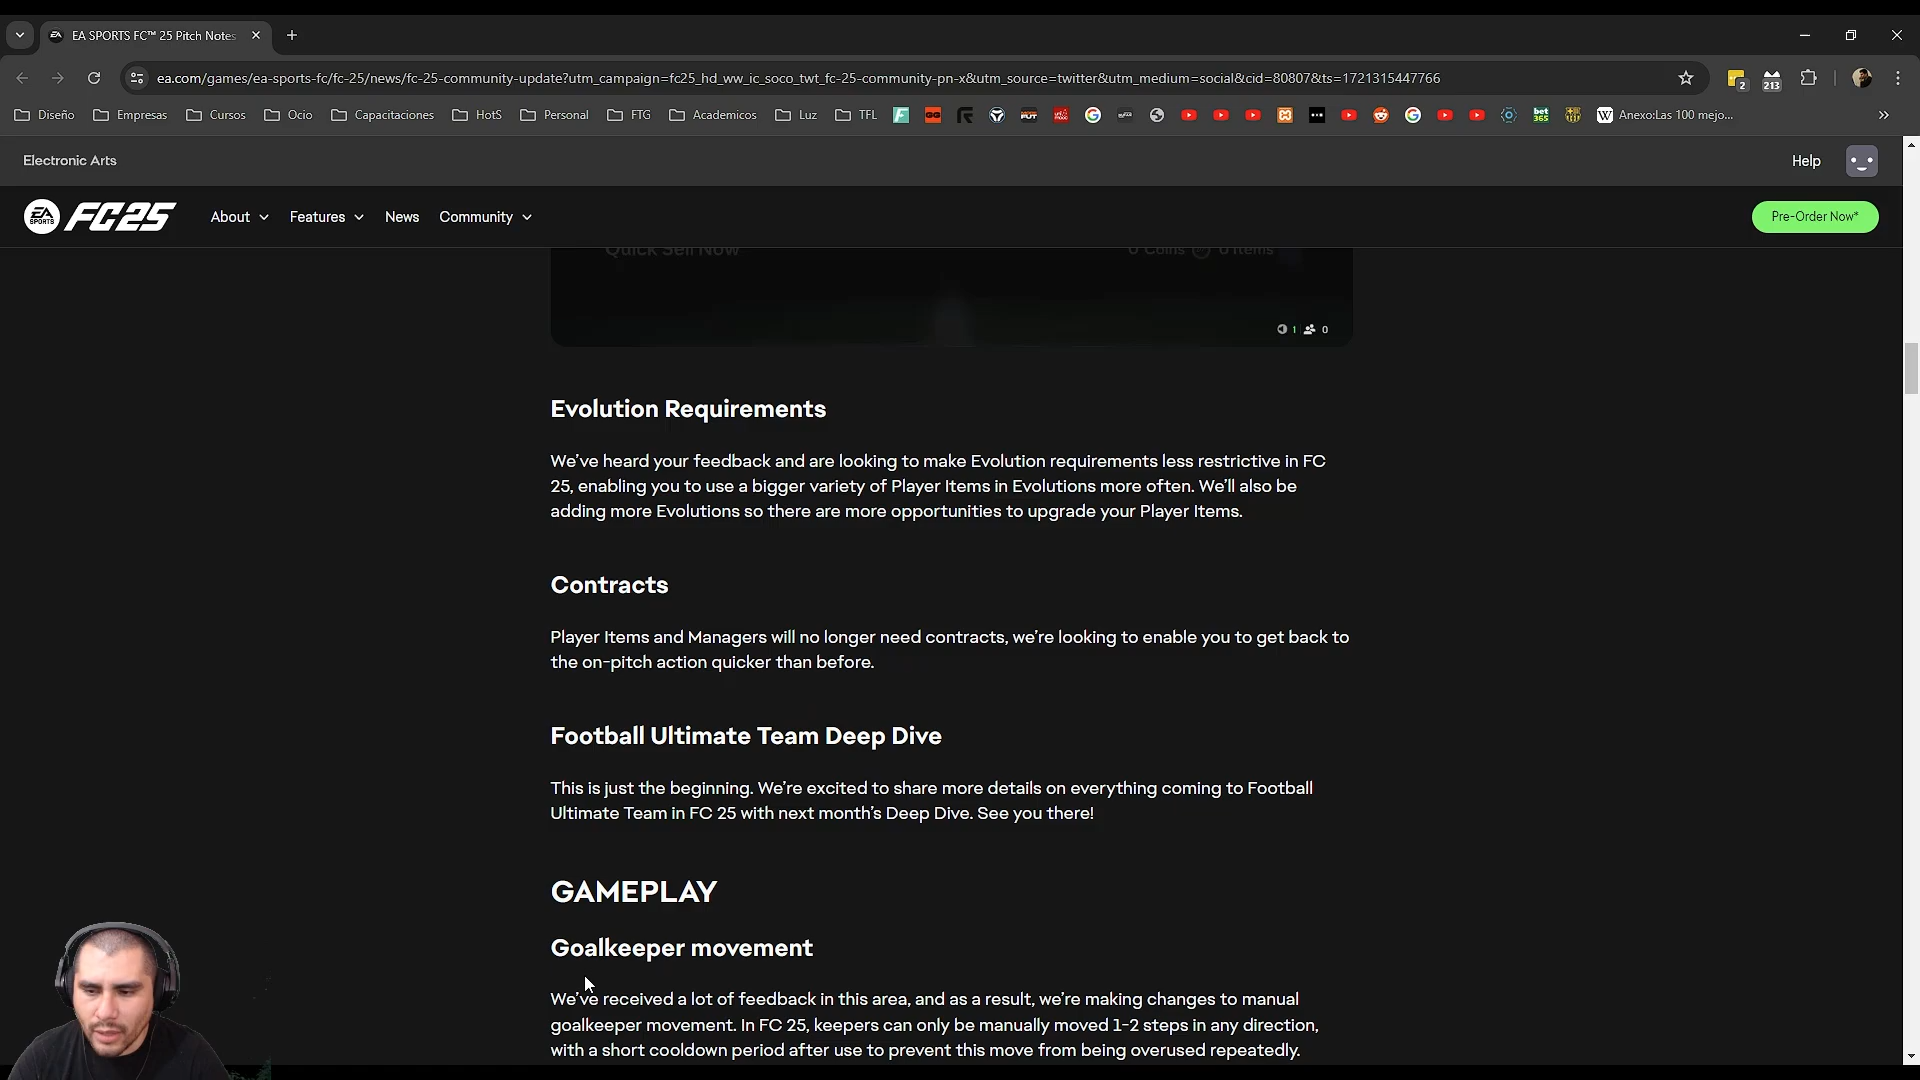 EA SPORTS FC™ 25 Pitch Notes
ea.com/games/ea-sports-fc/fc-25/news/fc-25-community-update?utm_campaign=fc25_hd_ww_ic_soco_twt_fc-25-community-pn-x&utm_source=twitter&utm_medium=social&cid=80807&ts=1721315447766
2
213
Diseño Empresas Cursos Ocio Capacitaciones HotS Personal FTG Academicos Luz TFL Anexo:Las 100 mejo...
Electronic Arts
Help
EA SPORTS FC25 About Features News Community Pre-Order Now*
Quick Sell Now 0 Coins 0 Items
1 0
Evolution Requirements
We've heard your feedback and are looking to make Evolution requirements less restrictive in FC
25, enabling you to use a bigger variety of Player Items in Evolutions more often. We'll also be
adding more Evolutions so there are more opportunities to upgrade your Player Items.
Contracts
Player Items and Managers will no longer need contracts, we're looking to enable you to get back to
the on-pitch action quicker than before.
Football Ultimate Team Deep Dive
This is just the beginning. We're excited to share more details on everything coming to Football
Ultimate Team in FC 25 with next month's Deep Dive. See you there!
GAMEPLAY
Goalkeeper movement
We've received a lot of feedback in this area, and as a result, we're making changes to manual
goalkeeper movement. In FC 25, keepers can only be manually moved 1-2 steps in any direction,
with a short cooldown period after use to prevent this move from being overused repeatedly.